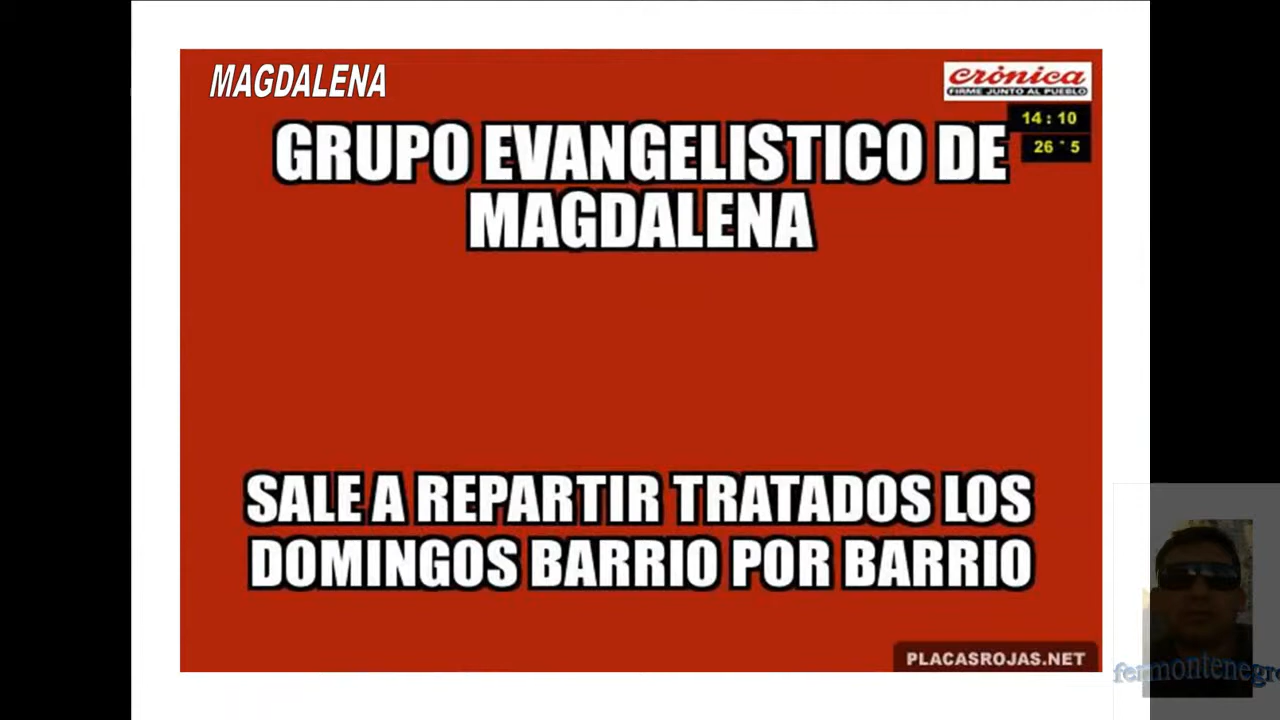 MAGDALENA
crònica
FIRME JUNTO AL PUEBLO
14:10
26°5
GRUPO EVANGELISTICO DE
MAGDALENA
SALE A REPARTIR TRATADOS LOS
DOMINGOS BARRIO POR BARRIO
PLACASROJAS.NET
fermontenegro